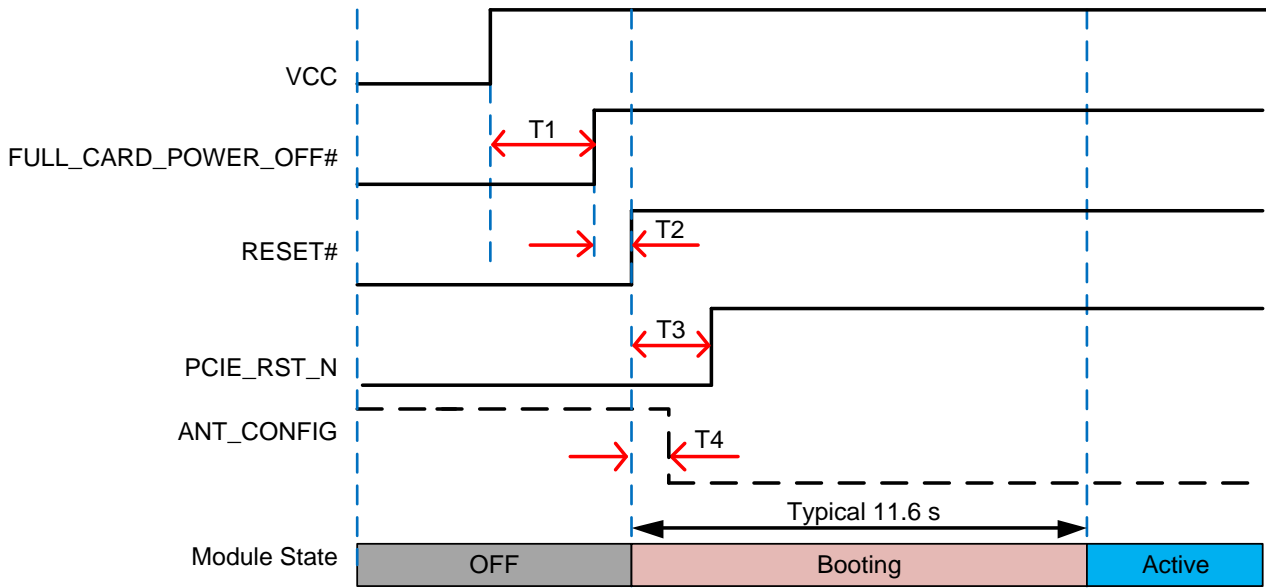 VCC
T1
FULL_CARD_POWER_OFF#
T2
RESET#
T3
PCIE_RST_N
ANT_CONFIG
T4
Typical 11.6 s
Module State
OFF
Booting
Active